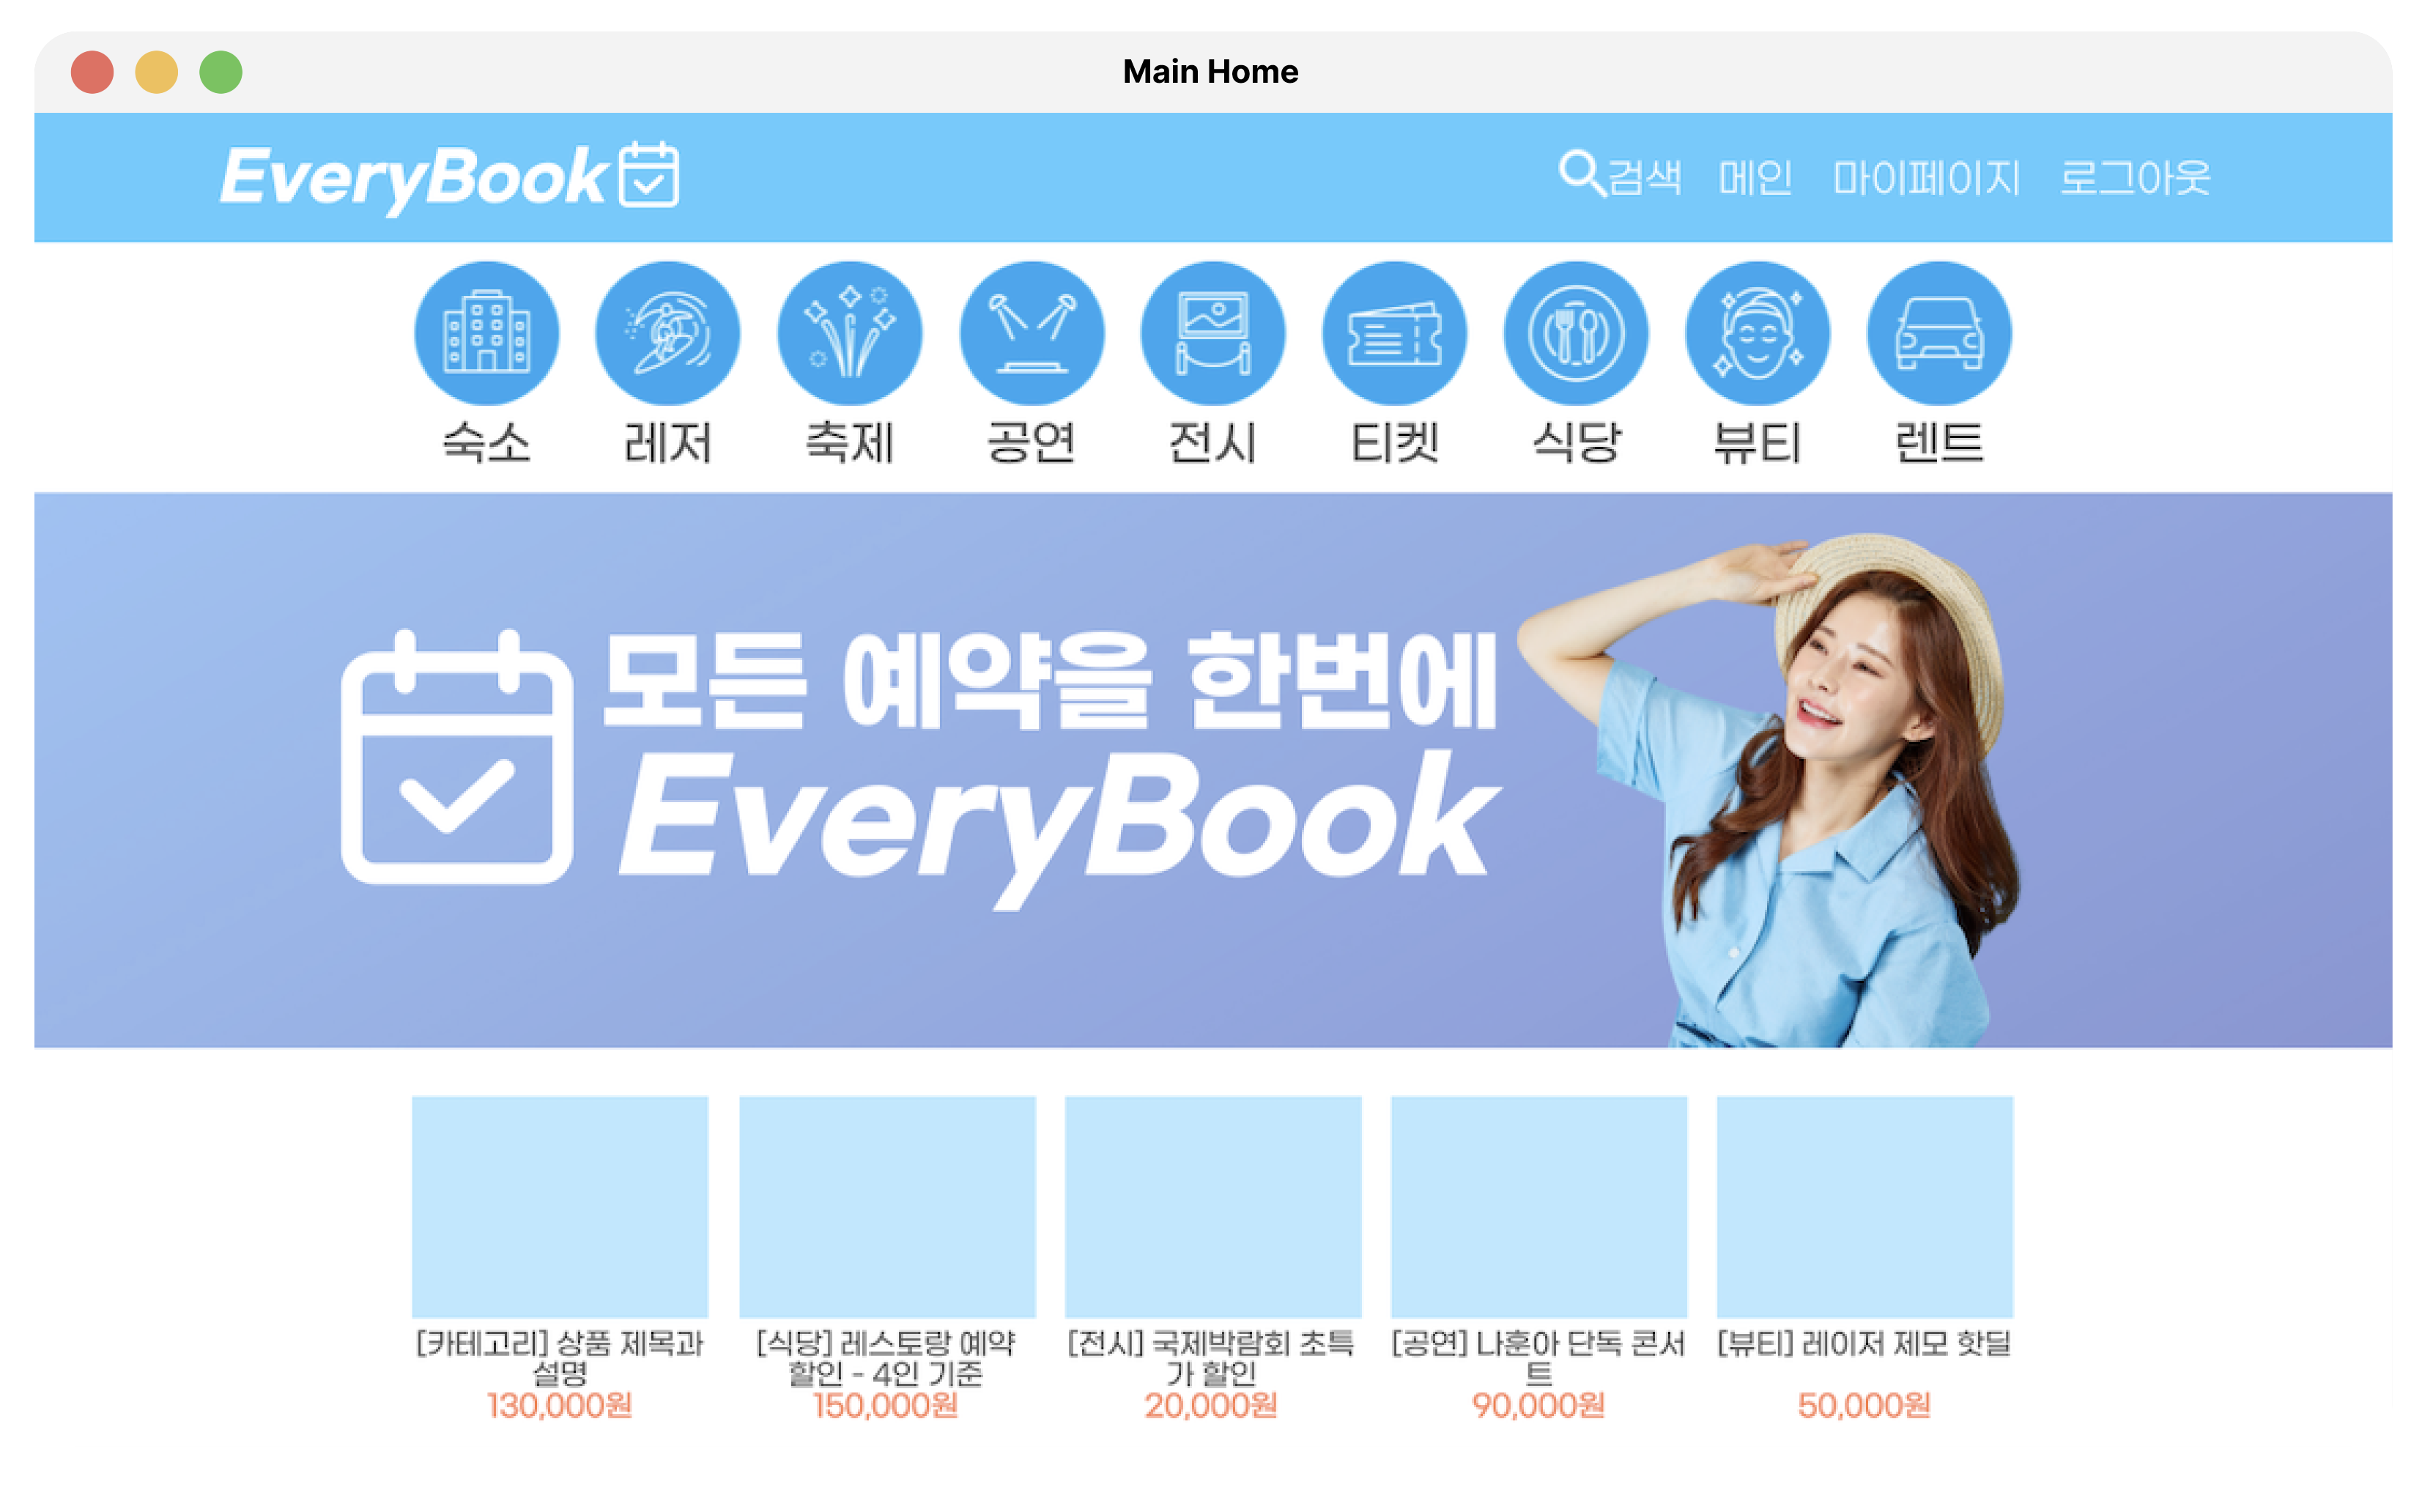 Main Home
EveryBook
검색 메인 마이페이지 로그아웃
숙소 레저 축제 공연 전시 티켓 식당 뷰티 렌트
모든 예약을 한번에
EveryBook
[카테고리] 상품 제목과
설명
130,000원
[식당] 레스토랑 예약
할인 - 4인 기준
150,000원
[전시] 국제박람회 초특
가 할인
20,000원
[공연] 나훈아 단독 콘서
트
90,000원
[뷰티] 레이저 제모 핫딜
50,000원